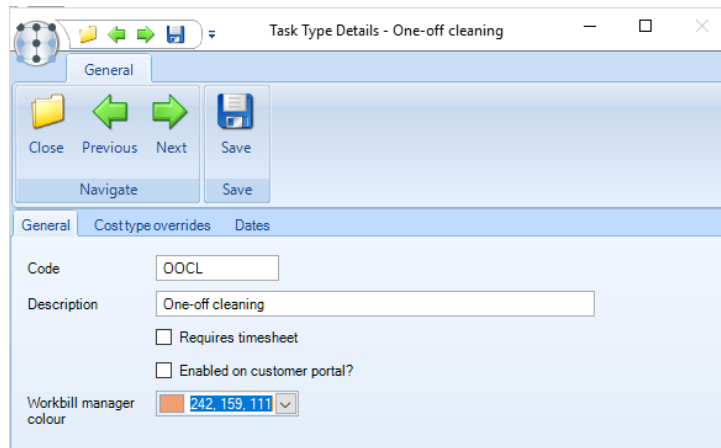 Task Type Details - One-off cleaning
General
Close Previous Next Save
Navigate Save
General Cost type overrides Dates
Code OOCL
Description One-off cleaning
Requires timesheet
Enabled on customer portal?
Workbill manager
colour
242, 159, 111